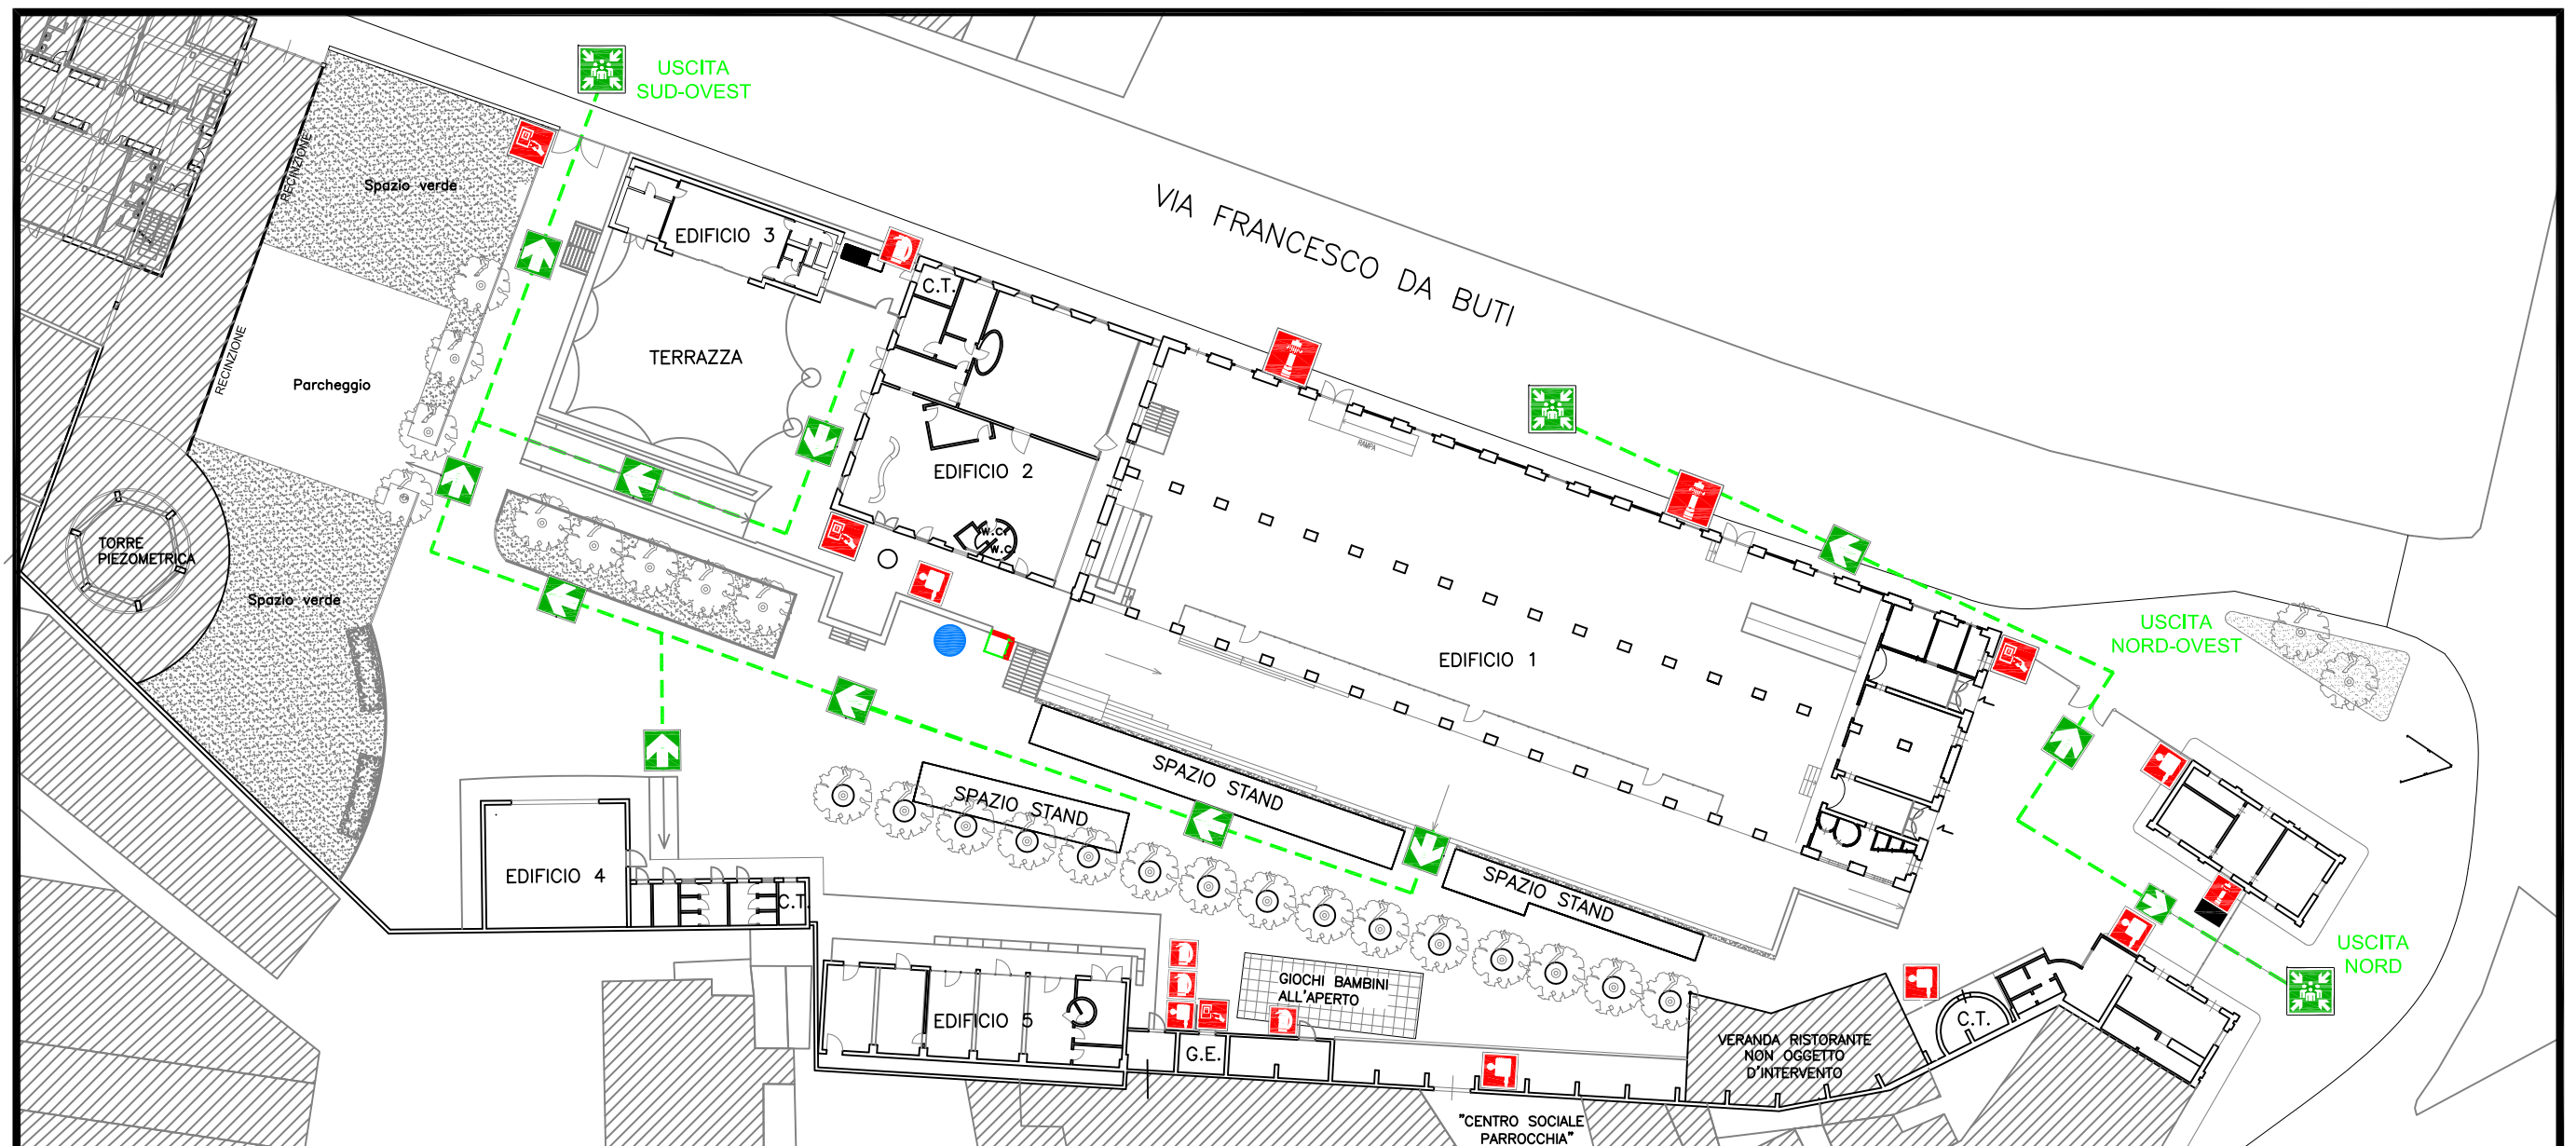 USCITA
SUD-OVEST
RECINZIONE
Spazio verde
VIA FRANCESCO DA BUTI
EDIFICIO 3
C.T.
RECINZIONE
TERRAZZA
Parcheggio
RAMPA
EDIFICIO 2
W.C.
W.C.
TORRE
PIEZOMETRICA
Spazio verde
USCITA
NORD-OVEST
EDIFICIO 1
SPAZIO STAND
SPAZIO STAND
SPAZIO STAND
EDIFICIO 4
C.T.
USCITA
NORD
GIOCHI BAMBINI
ALL'APERTO
EDIFICIO 5
C.T.
G.E.
VERANDA RISTORANTE
NON OGGETTO
D'INTERVENTO
"CENTRO SOCIALE
PARROCCHIA"